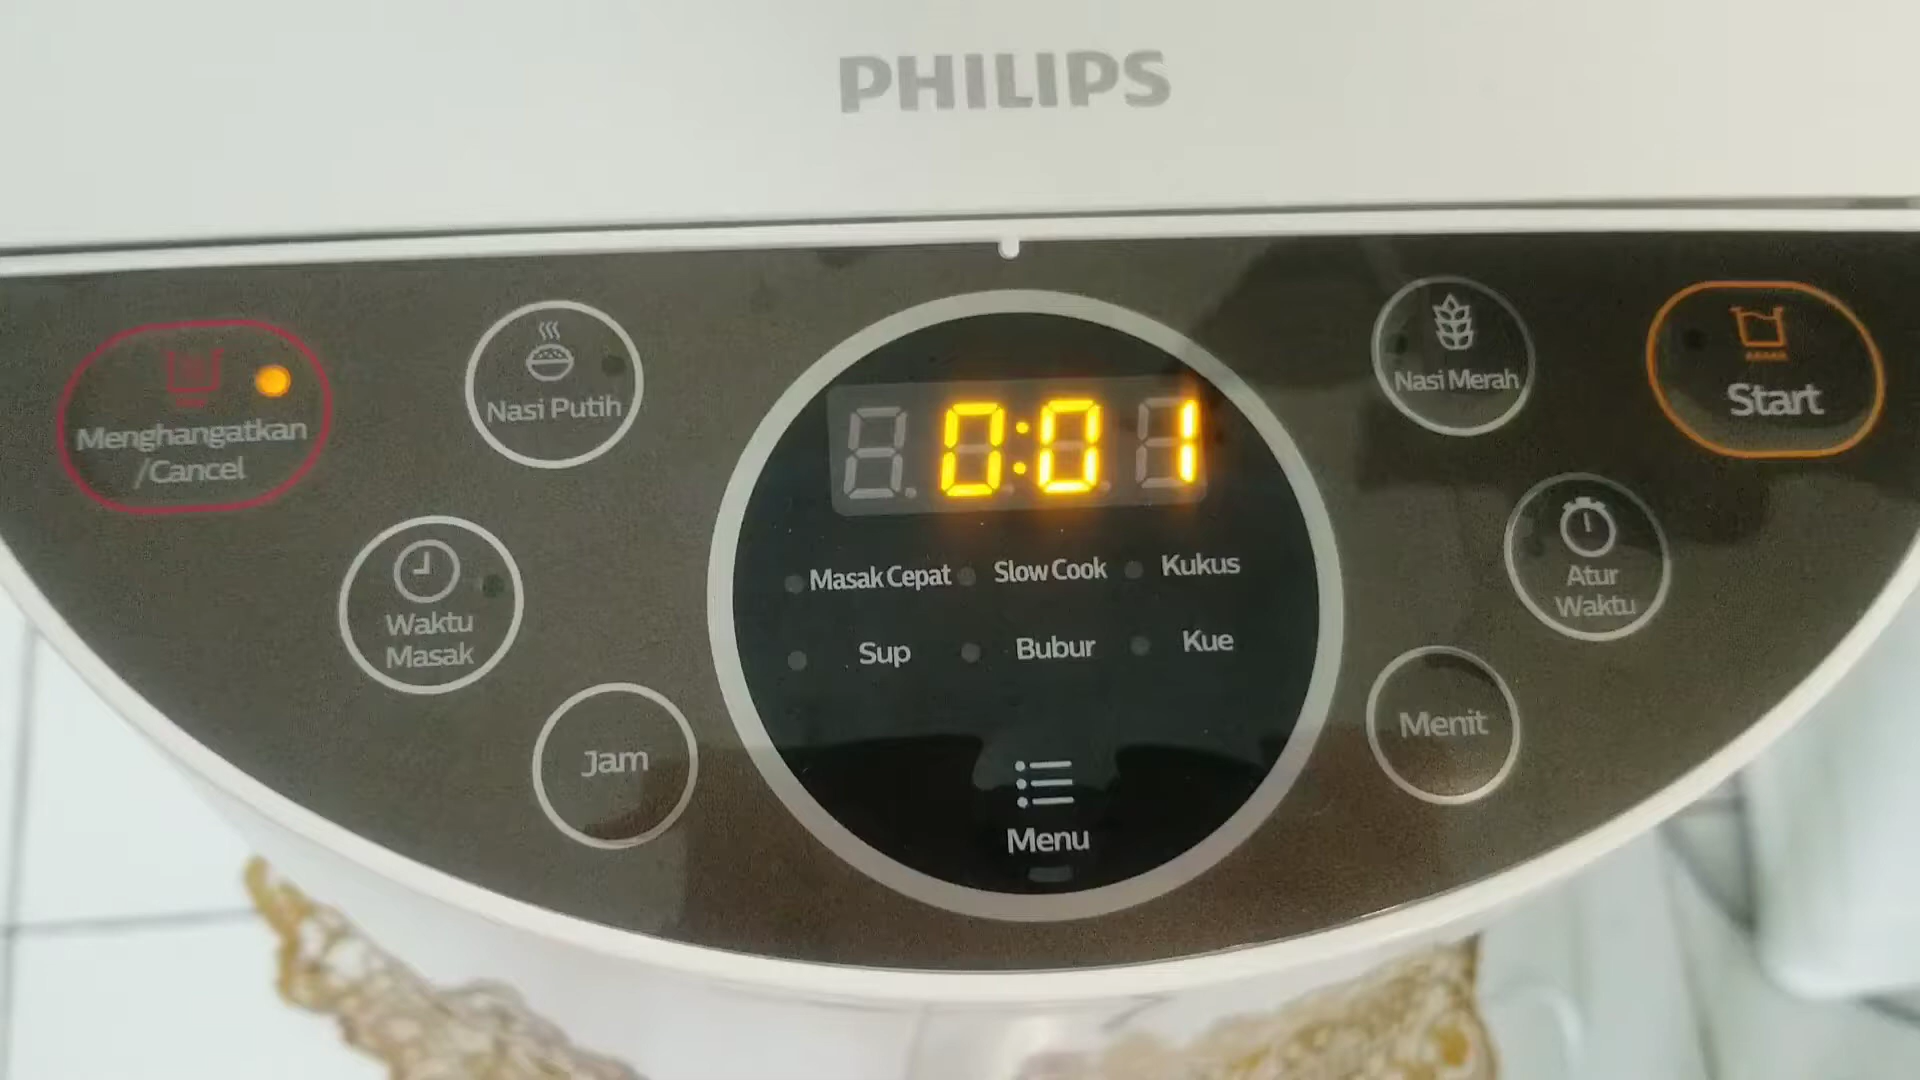 PHILIPS
Menghangatkan
/Cancel
Nasi Putih
0:01
Nasi Merah
Start
Waktu
Masak
Masak Cepat
Slow Cook
Kukus
Atur
Waktu
Sup
Bubur
Kue
Jam
Menit
Menu